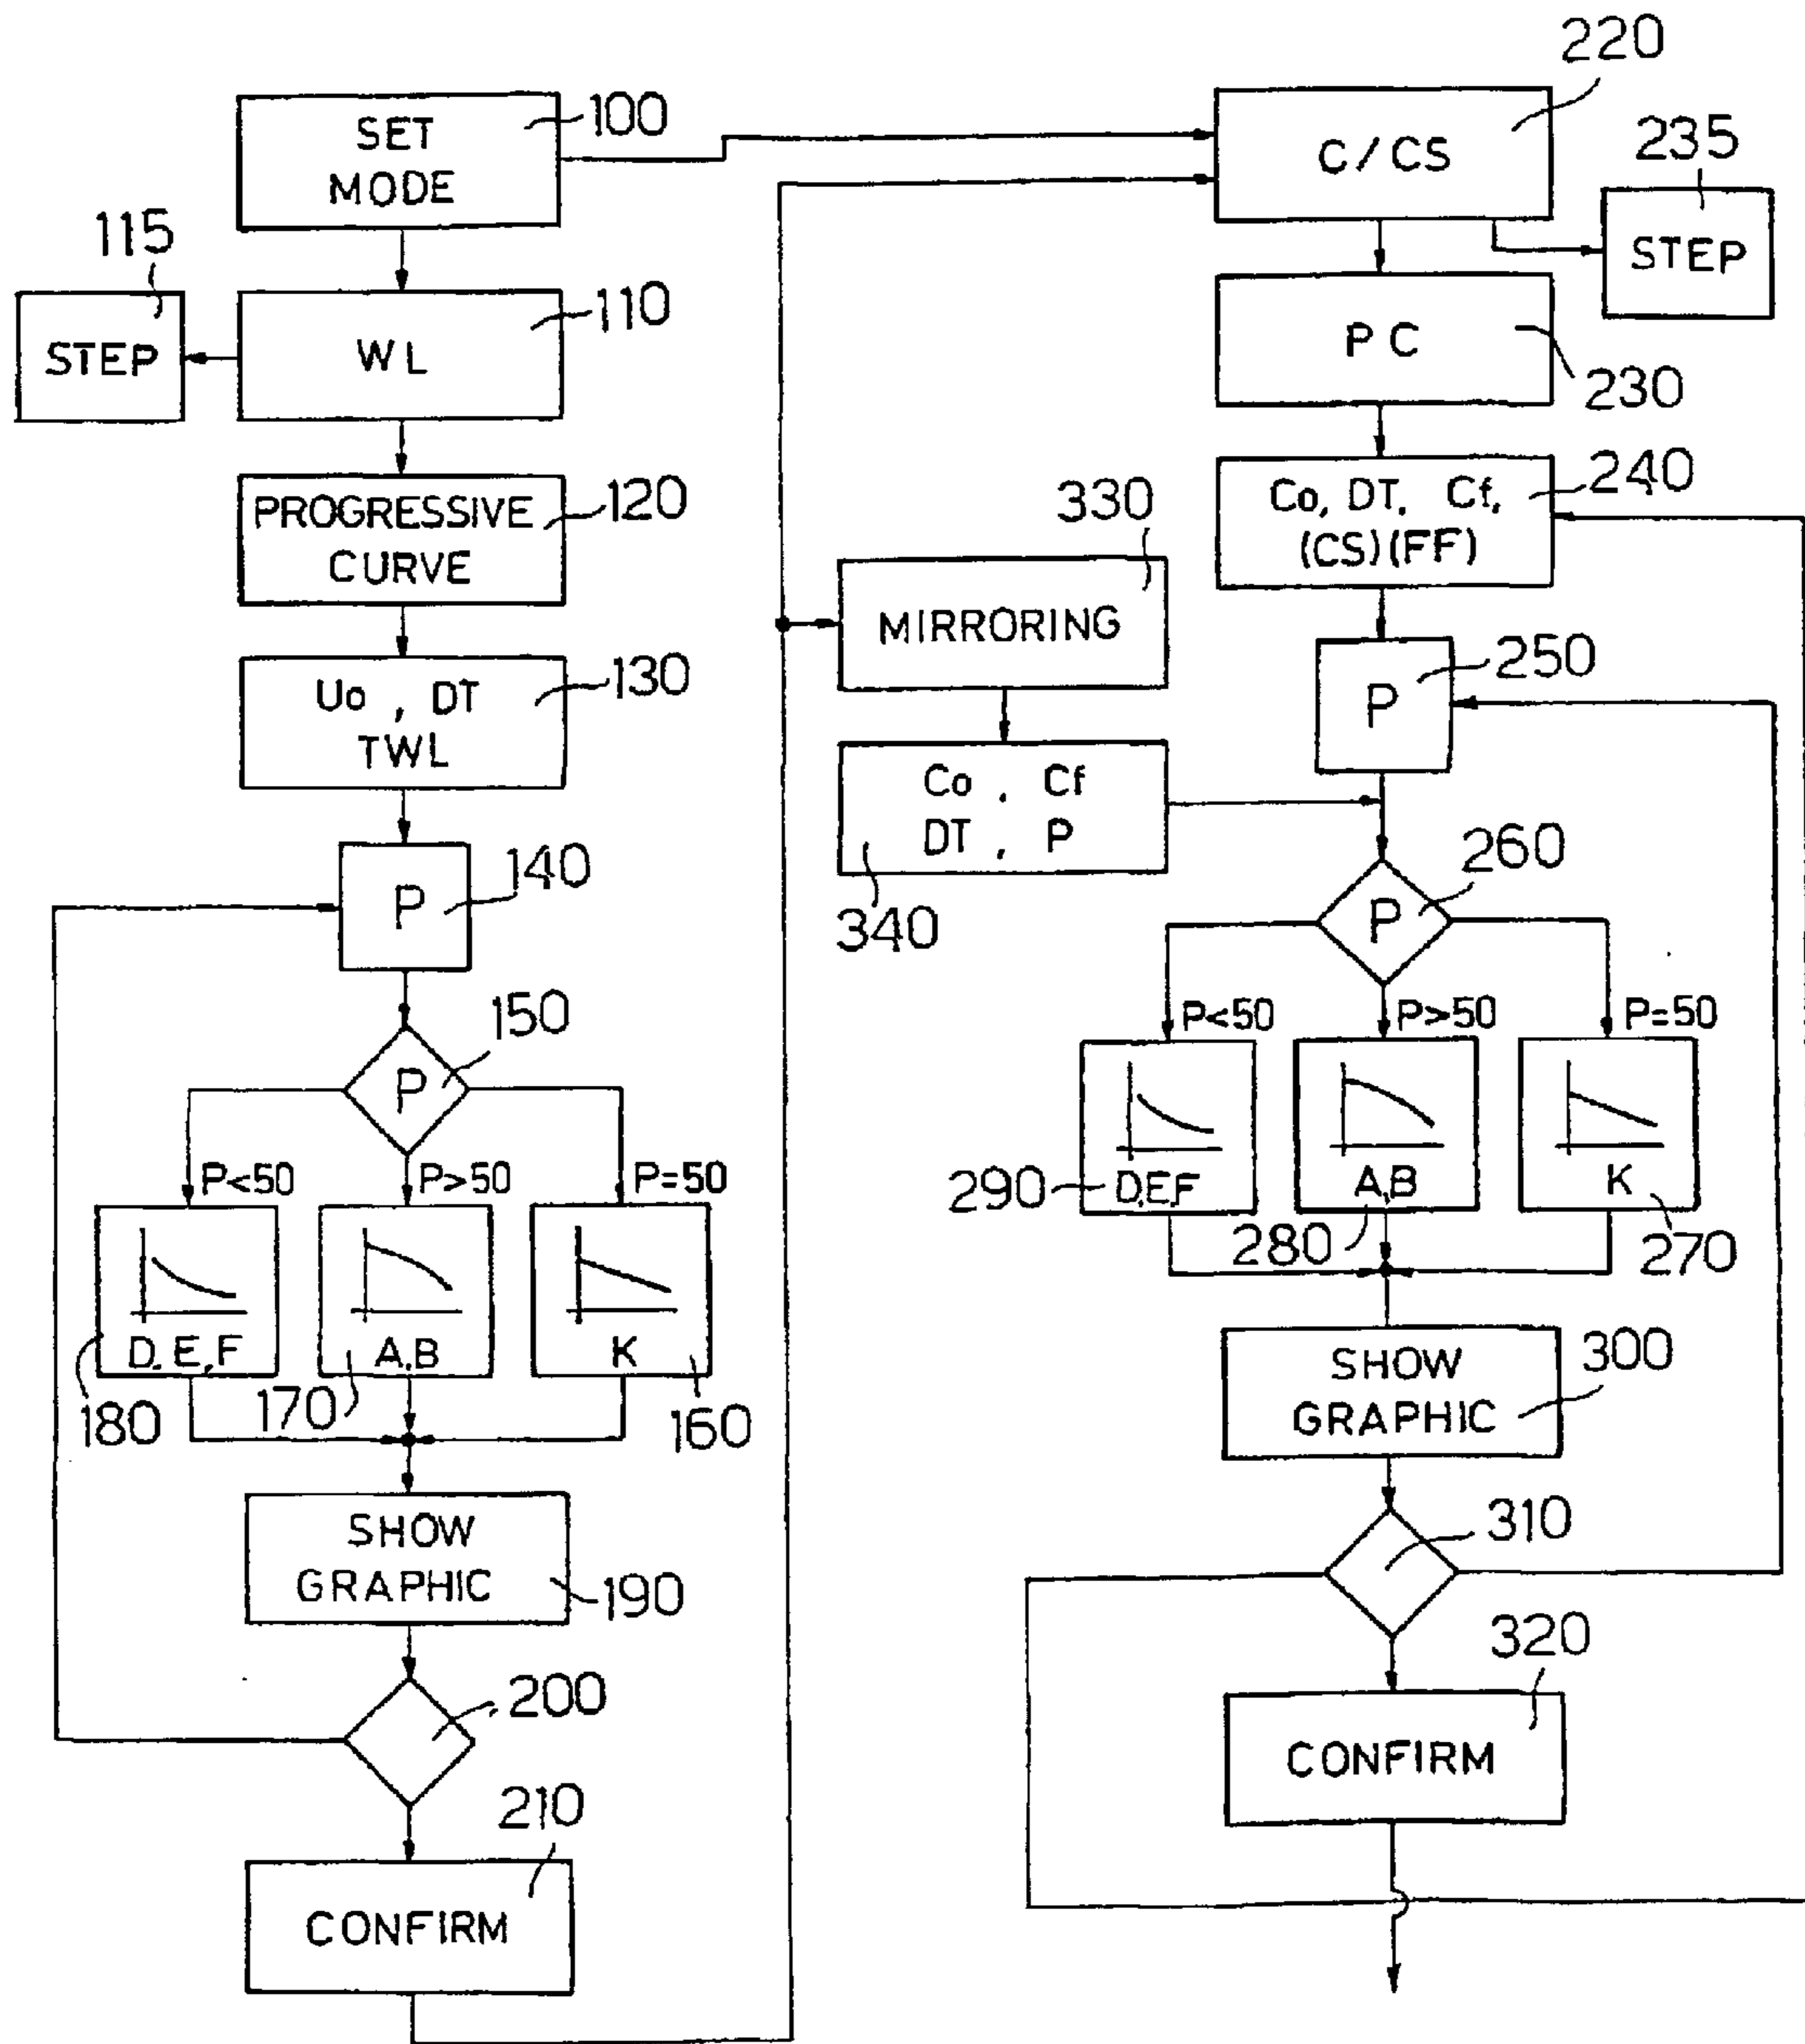 SET
MODE
100
115
STEP
WL
110
PROGRESSIVE
CURVE
120
Uo , DT
TWL
130
P
140
P
150
P<50
P>50
P=50
D,E,F
180
A,B
170
K
160
SHOW
GRAPHIC
190
200
CONFIRM
210
C/CS
220
STEP
235
PC
230
Co, DT, Cf,
(CS)(FF)
240
MIRRORING
330
Co , Cf
DT , P
340
P
250
P
260
P<50
P>50
P=50
D,E,F
290
A,B
280
K
270
SHOW
GRAPHIC
300
310
CONFIRM
320